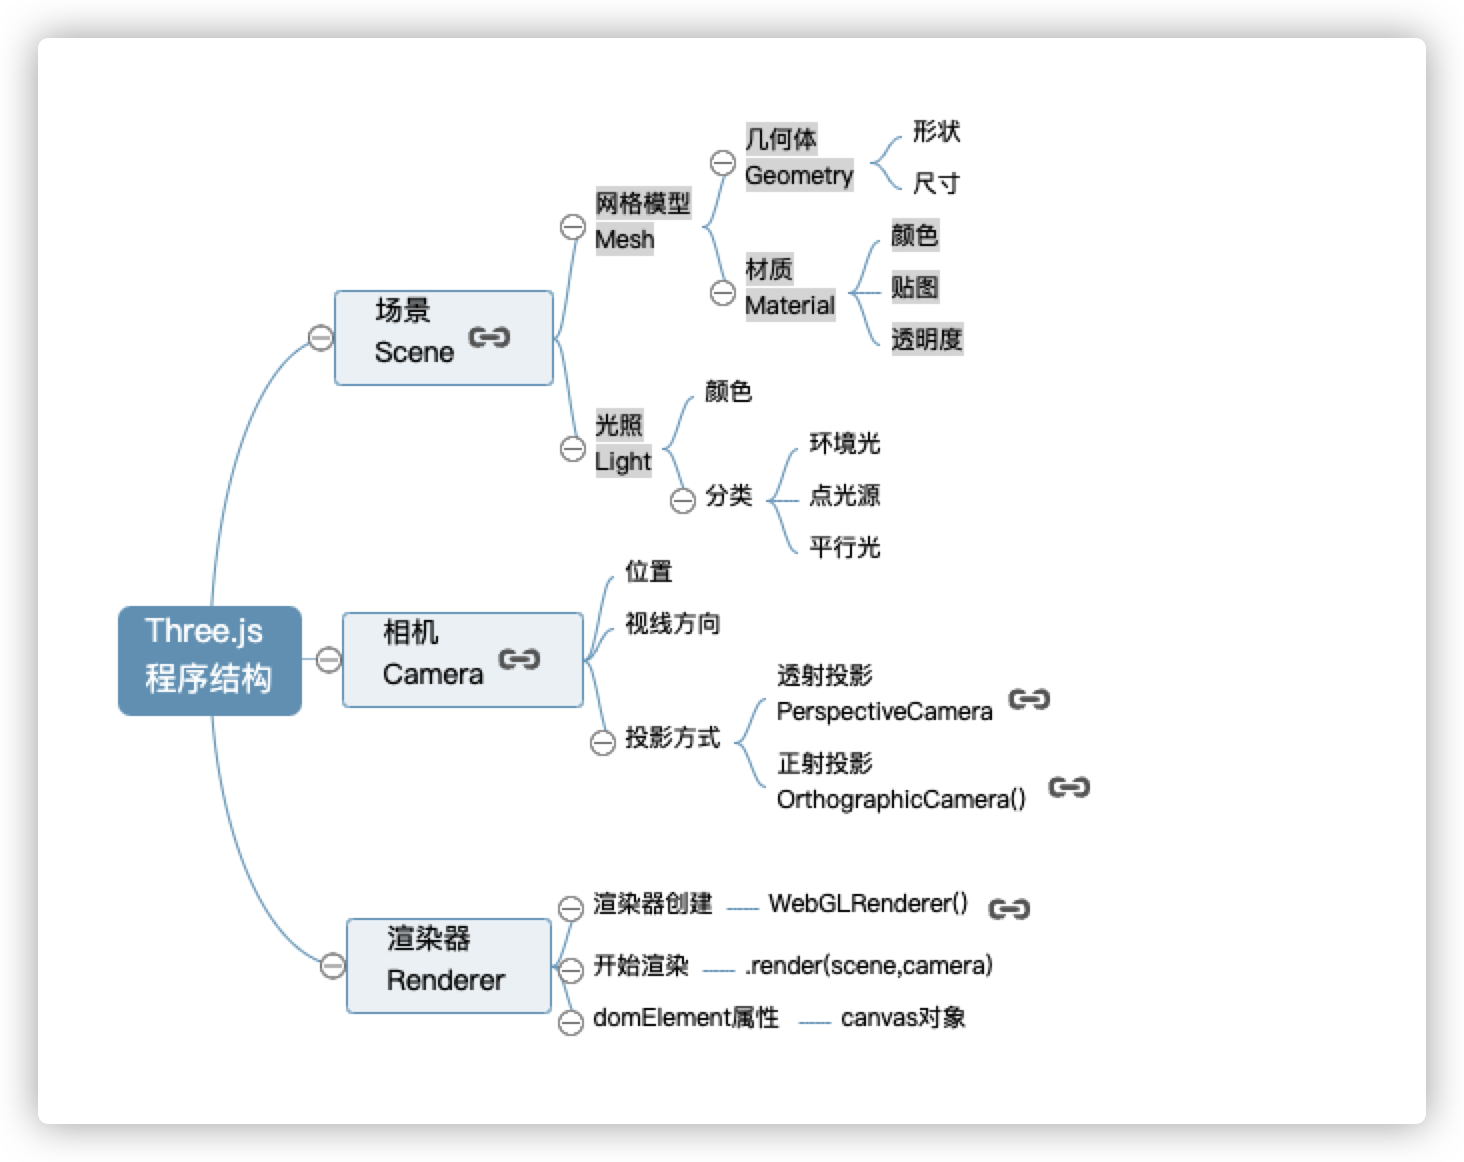 Three.js
程序结构
场景
Scene
网格模型
Mesh
几何体
Geometry
形状
尺寸
材质
Material
颜色
贴图
透明度
光照
Light
颜色
分类
环境光
点光源
平行光
相机
Camera
位置
视线方向
投影方式
透射投影
PerspectiveCamera
正射投影
OrthographicCamera()
渲染器
Renderer
渲染器创建
WebGLRenderer()
开始渲染
.render(scene,camera)
domElement属性
canvas对象